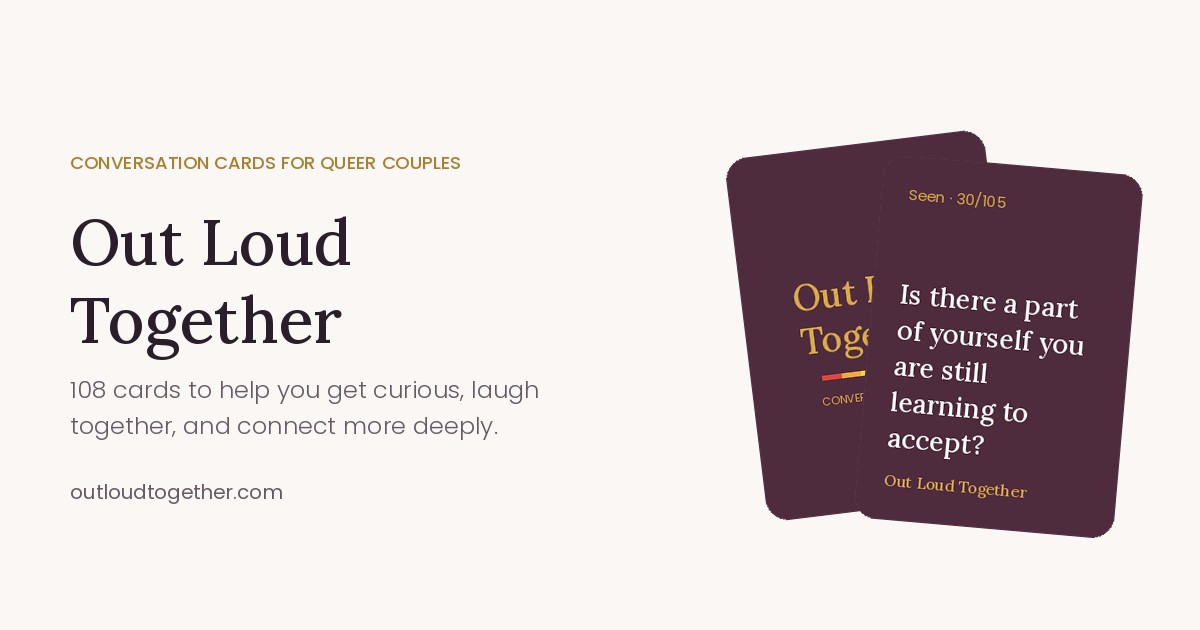 CONVERSATION CARDS FOR QUEER COUPLES
Out Loud
Together
108 cards to help you get curious, laugh
together, and connect more deeply.
outloudtogether.com
Out
Seen · 30/105
Is there a part
of yourself you
are still
learning to
accept?
Out Loud Together